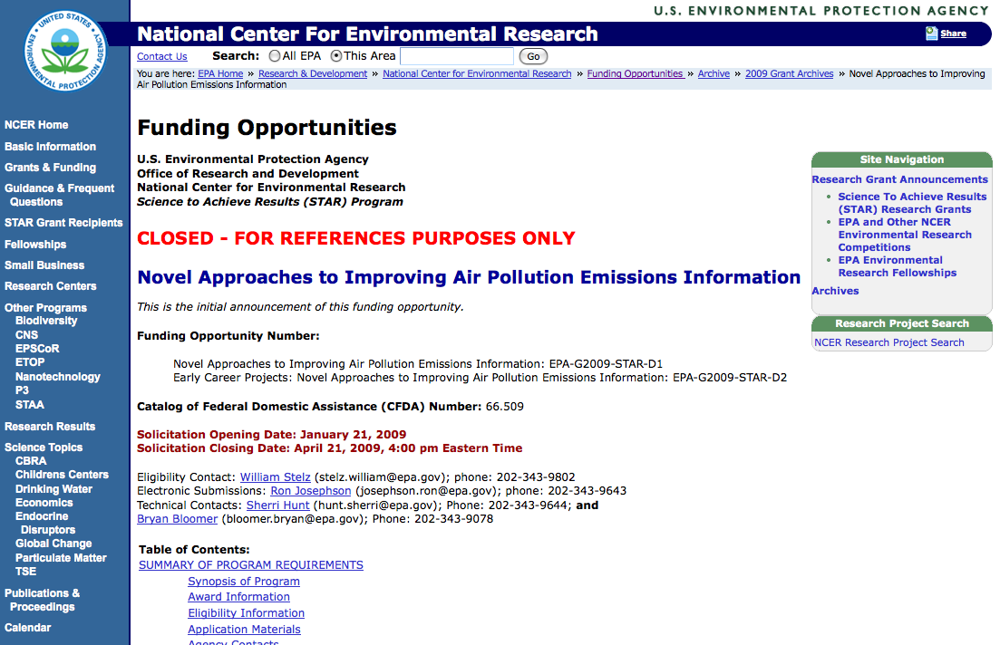 U.S. ENVIRONMENTAL PROTECTION AGENCY
UNITED STATES
ENVIRONMENTAL PROTECTION AGENCY
National Center For Environmental Research
Share
Contact Us Search: All EPA This Area Go
You are here: EPA Home » Research & Development » National Center for Environmental Research » Funding Opportunities » Archive » 2009 Grant Archives » Novel Approaches to Improving
Air Pollution Emissions Information
NCER Home
Basic Information
Grants & Funding
Guidance & Frequent
Questions
STAR Grant Recipients
Fellowships
Small Business
Research Centers
Other Programs
Biodiversity
CNS
EPSCoR
ETOP
Nanotechnology
P3
STAA
Research Results
Science Topics
CBRA
Childrens Centers
Drinking Water
Economics
Endocrine
Disruptors
Global Change
Particulate Matter
TSE
Publications &
Proceedings
Calendar
Funding Opportunities
U.S. Environmental Protection Agency
Office of Research and Development
National Center for Environmental Research
Science to Achieve Results (STAR) Program
CLOSED - FOR REFERENCES PURPOSES ONLY
Novel Approaches to Improving Air Pollution Emissions Information
This is the initial announcement of this funding opportunity.
Funding Opportunity Number:
Novel Approaches to Improving Air Pollution Emissions Information: EPA-G2009-STAR-D1
Early Career Projects: Novel Approaches to Improving Air Pollution Emissions Information: EPA-G2009-STAR-D2
Catalog of Federal Domestic Assistance (CFDA) Number: 66.509
Solicitation Opening Date: January 21, 2009
Solicitation Closing Date: April 21, 2009, 4:00 pm Eastern Time
Eligibility Contact: William Stelz (stelz.william@epa.gov); phone: 202-343-9802
Electronic Submissions: Ron Josephson (josephson.ron@epa.gov); phone: 202-343-9643
Technical Contacts: Sherri Hunt (hunt.sherri@epa.gov); Phone: 202-343-9644; and
Bryan Bloomer (bloomer.bryan@epa.gov); Phone: 202-343-9078
Table of Contents:
SUMMARY OF PROGRAM REQUIREMENTS
Synopsis of Program
Award Information
Eligibility Information
Application Materials
Agency Contacts
Site Navigation
Research Grant Announcements
• Science To Achieve Results
(STAR) Research Grants
• EPA and Other NCER
Environmental Research
Competitions
• EPA Environmental
Research Fellowships
Archives
Research Project Search
NCER Research Project Search